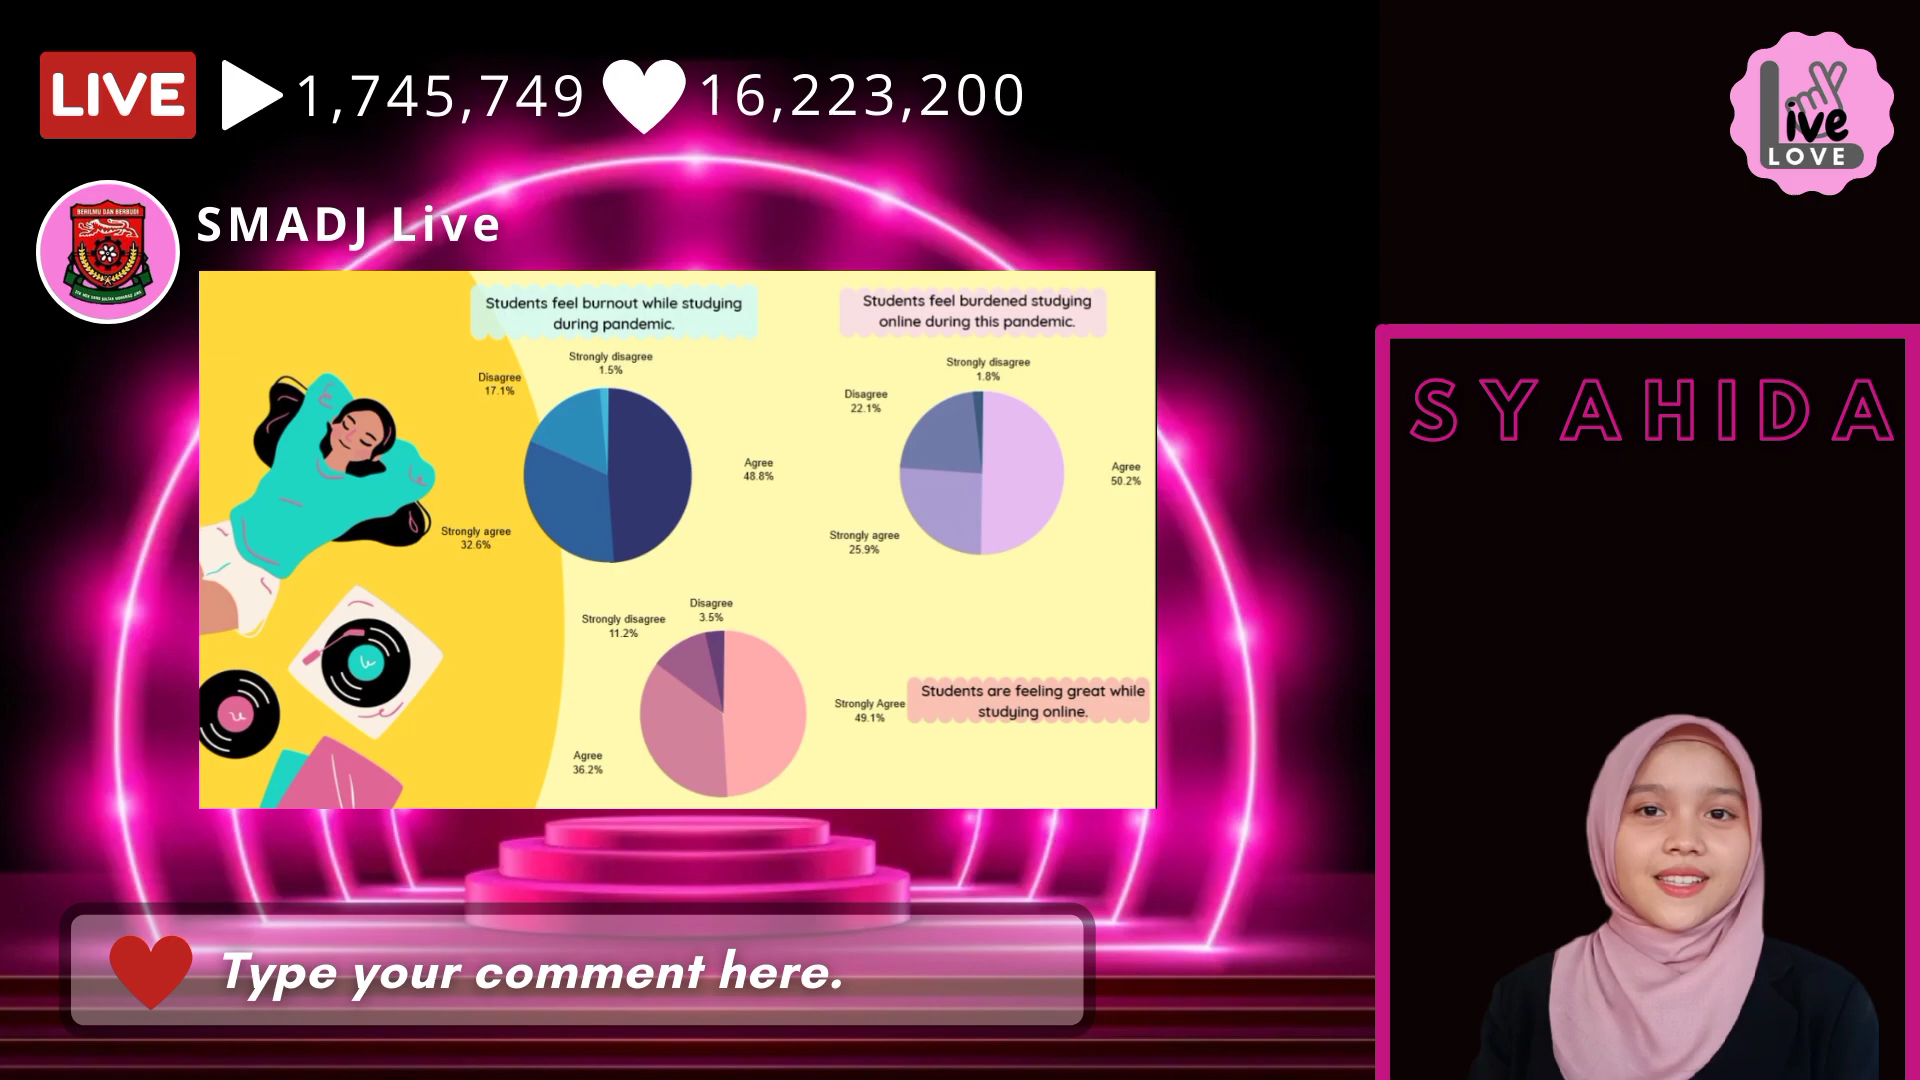 LIVE
1,745,749
16,223,200
Live
LOVE
BERILMU DAN BERBUDI
SMADJ Live
Students feel burnout while studying
during pandemic.
Strongly disagree
1.5%
Disagree
17.1%
Agree
48.8%
Strongly agree
32.6%
Students feel burdened studying
online during this pandemic.
Strongly disagree
1.8%
Disagree
22.1%
Agree
50.2%
Strongly agree
25.9%
Disagree
3.5%
Strongly disagree
11.2%
Strongly Agree
49.1%
Agree
36.2%
Students are feeling great while
studying online.
SYAHIDA
Type your comment here.